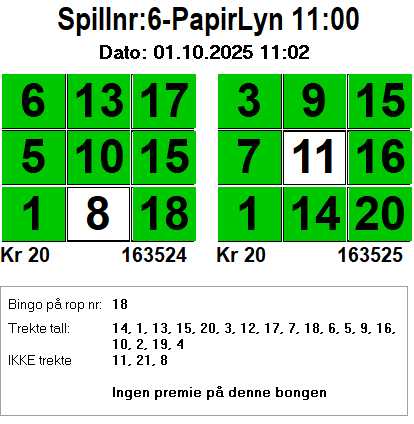 Spillnr:6-PapirLyn 11:00
Dato: 01.10.2025 11:02
6 13 17 3 9 15
5 10 15 7 11 16
1 8 18 1 14 20
Kr 20 163524 Kr 20 163525
Bingo på rop nr: 18
Trekte tall: 14, 1, 13, 15, 20, 3, 12, 17, 7, 18, 6, 5, 9, 16,
10, 2, 19, 4
IKKE trekte 11, 21, 8
Ingen premie på denne bongen